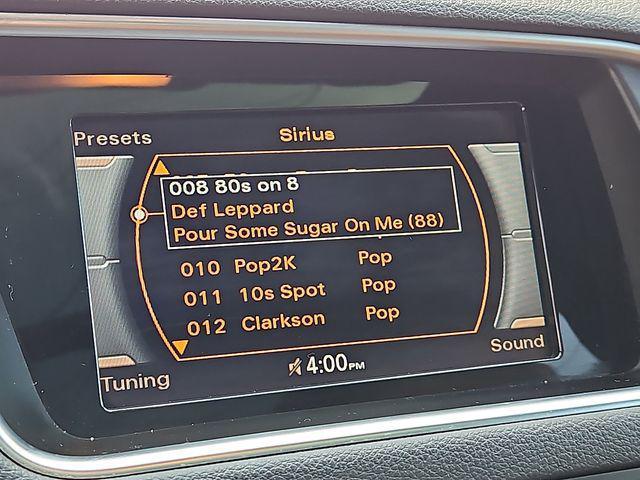 Presets
Sirius
008 80s on 8
Def Leppard
Pour Some Sugar On Me (88)
010 Pop2K Pop
011 10s Spot Pop
012 Clarkson Pop
Tuning
4:00PM
Sound